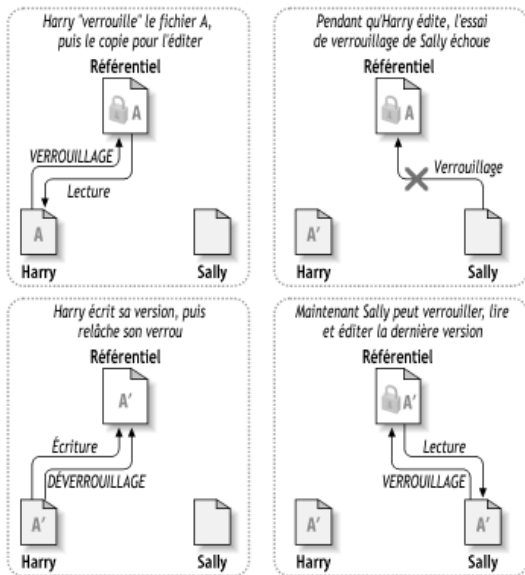 Harry "verrouille" le fichier A,
puis le copie pour l'éditer
Référentiel
A
VERROUILLAGE
Lecture
A
Harry
Sally
Pendant qu'Harry édite, l'essai
de verrouillage de Sally échoue
Référentiel
A
Verrouillage
A'
Harry
Sally
Harry écrit sa version, puis
relâche son verrou
Référentiel
A'
Écriture
DÉVERROUILLAGE
A'
Harry
Sally
Maintenant Sally peut verrouiller, lire
et éditer la dernière version
Référentiel
A'
Lecture
VERROUILLAGE
A'
A'
Harry
Sally